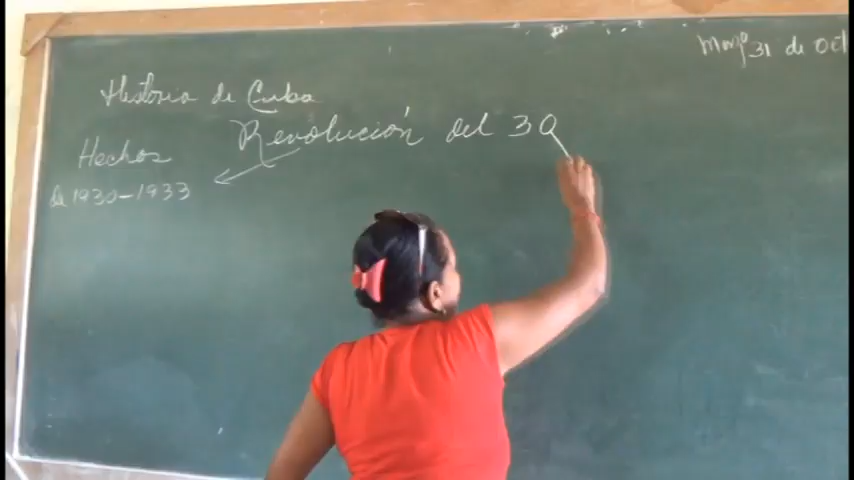 31 de Oct
Historia de Cuba
Revolución del 30
Hechos
de 1930-1933